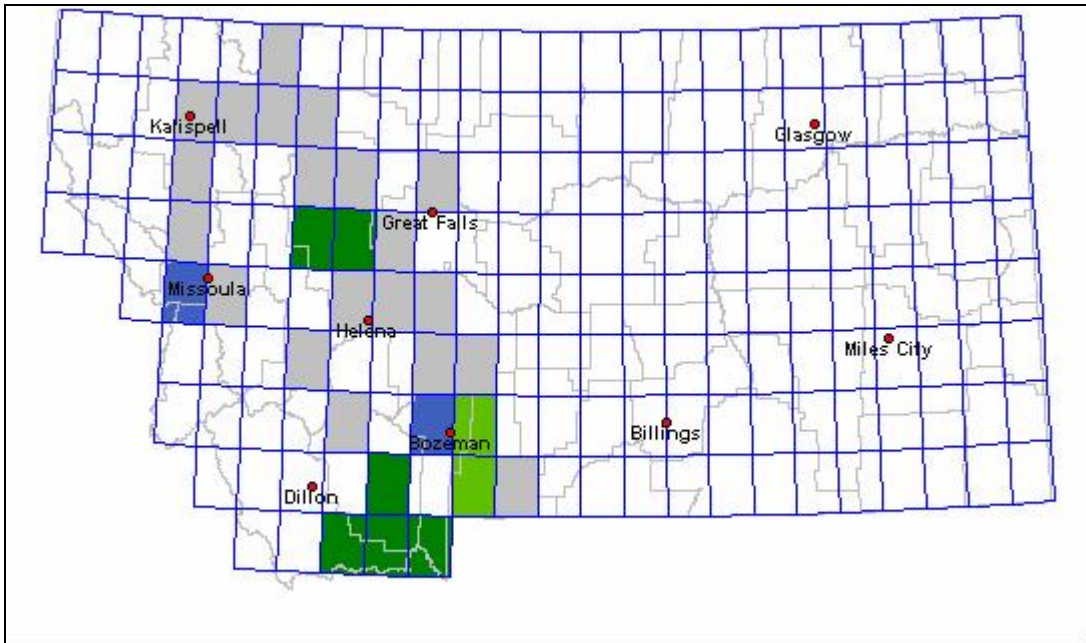 Kalispell
Glasgow
Great Falls
Missoula
Helena
Miles City
Bozeman
Billings
Dillon